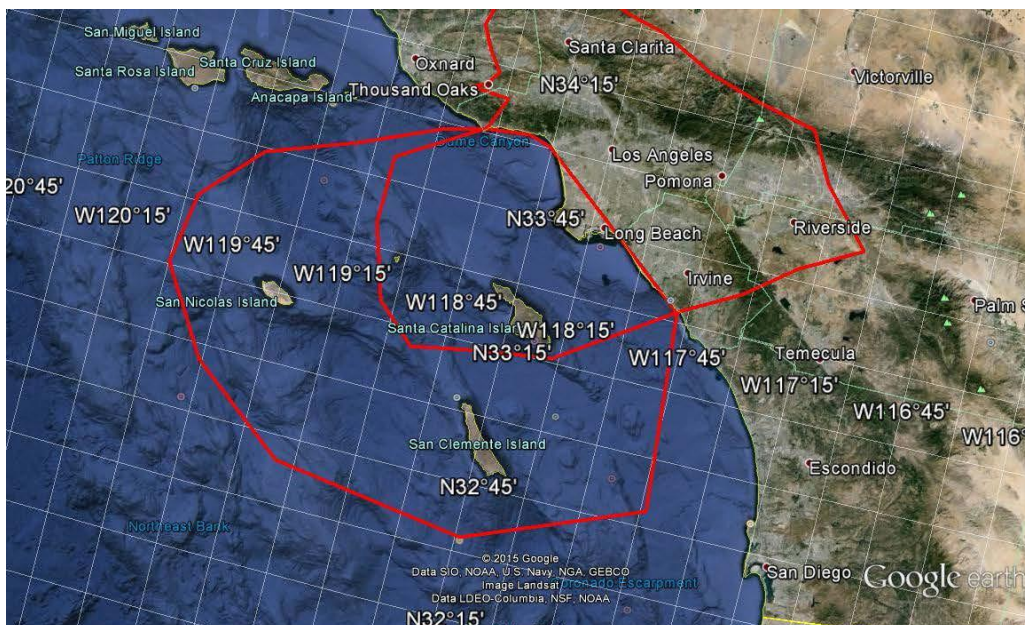 San Miguel Island
Santa Rosa Island
Santa Cruz Island
Anacapa Island
Oxnard
Thousand Oaks
Santa Clarita
N34°15'
Victorville
Dume Canyon
Los Angeles
Pomona
20°45'
W120°15'
W119°45'
N33°45'
Long Beach
Riverside
San Nicolas Island
W119°15'
W118°45'
Irvine
Palm S
Santa Catalina Islan
W118°15'
N33°15'
W117°45'
Temecula
W117°15'
W116°45'
W116°
San Clemente Island
N32°45'
Escondido
Northeast Bank
© 2015 Google
Data SIO, NOAA, U.S. Navy, NGA, GEBCO
Image Landsat
oronado Escarpment
Data LDEO-Columbia, NSF, NOAA
San Diego
Google earth
N32°15'